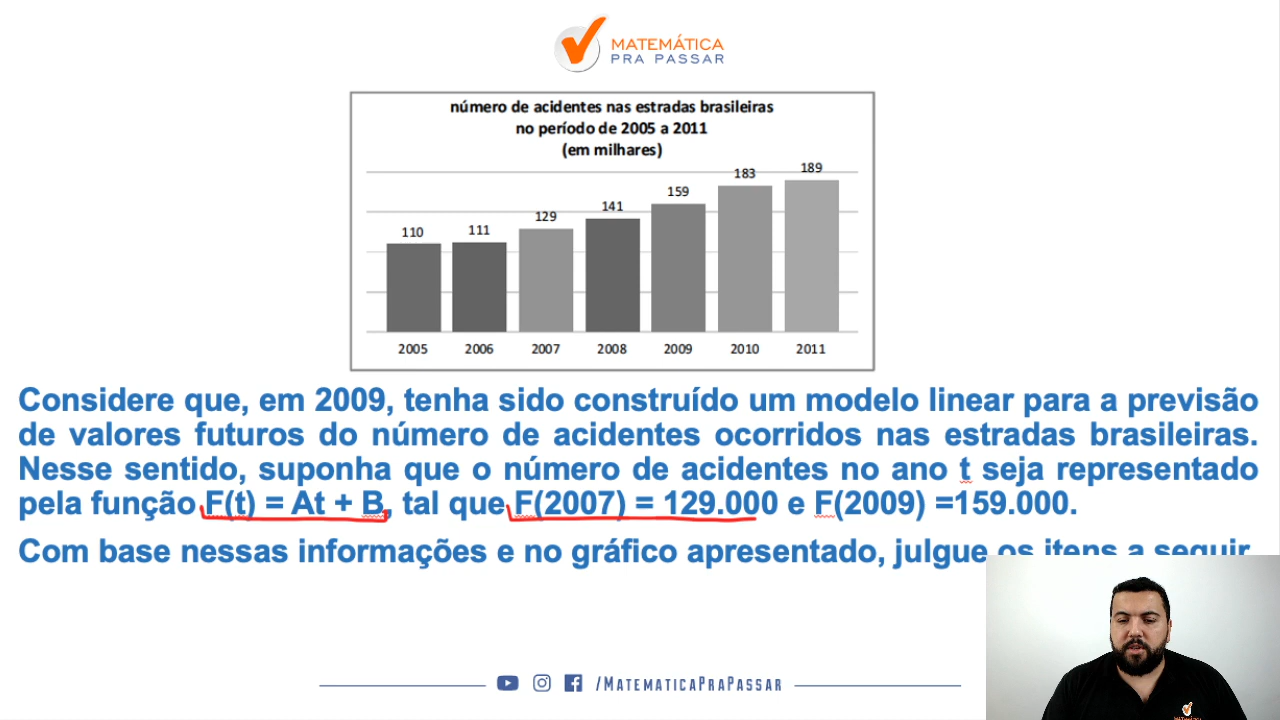 MATEMÁTICA
PRA PASSAR
número de acidentes nas estradas brasileiras
no período de 2005 a 2011
(em milhares)
110 111 129 141 159 183 189
2005 2006 2007 2008 2009 2010 2011
Considere que, em 2009, tenha sido construído um modelo linear para a previsão
de valores futuros do número de acidentes ocorridos nas estradas brasileiras.
Nesse sentido, suponha que o número de acidentes no ano t seja representado
pela função F(t) = At + B, tal que F(2007) = 129.000 e F(2009) =159.000.
Com base nessas informações e no gráfico apresentado, julgue os itens a seguir.
/MATEMATICAPRAPASSAR
MATEMÁTICA